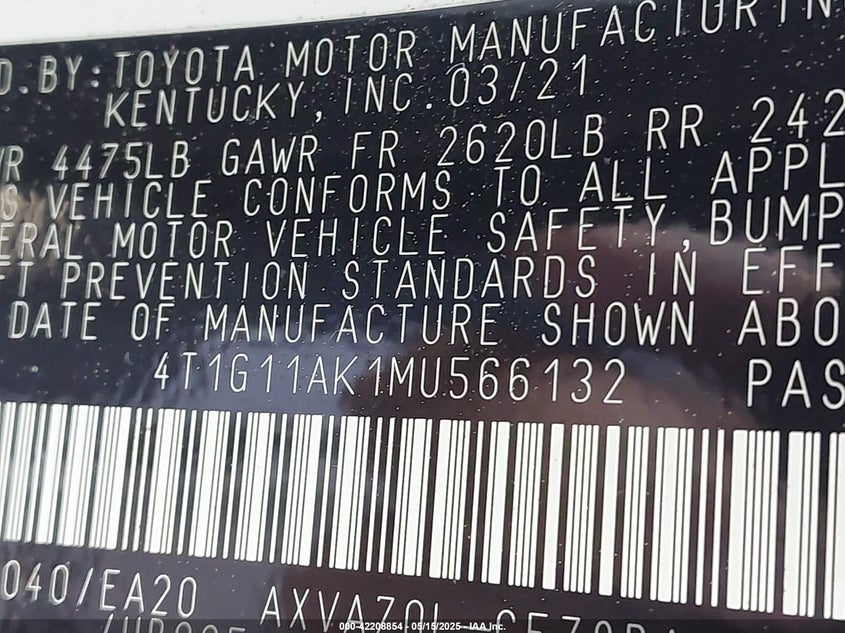 D.BY:TOYOTA MOTOR MANUFACTURIN
KENTUCKY, INC. 03/21
4475LB GAWR FR 2620LB RR 242
VEHICLE CONFORMS TO ALL APPL
ERAL MOTOR VEHICLE SAFETY, BUMP
FT PREVENTION STANDARDS IN EFF
DATE OF MANUFACTURE SHOWN ABO
4T1G11AK1MU566132 PAS
040/EA20 AXVA70L
000-42208854 - 05/15/2025 - IAA Inc.